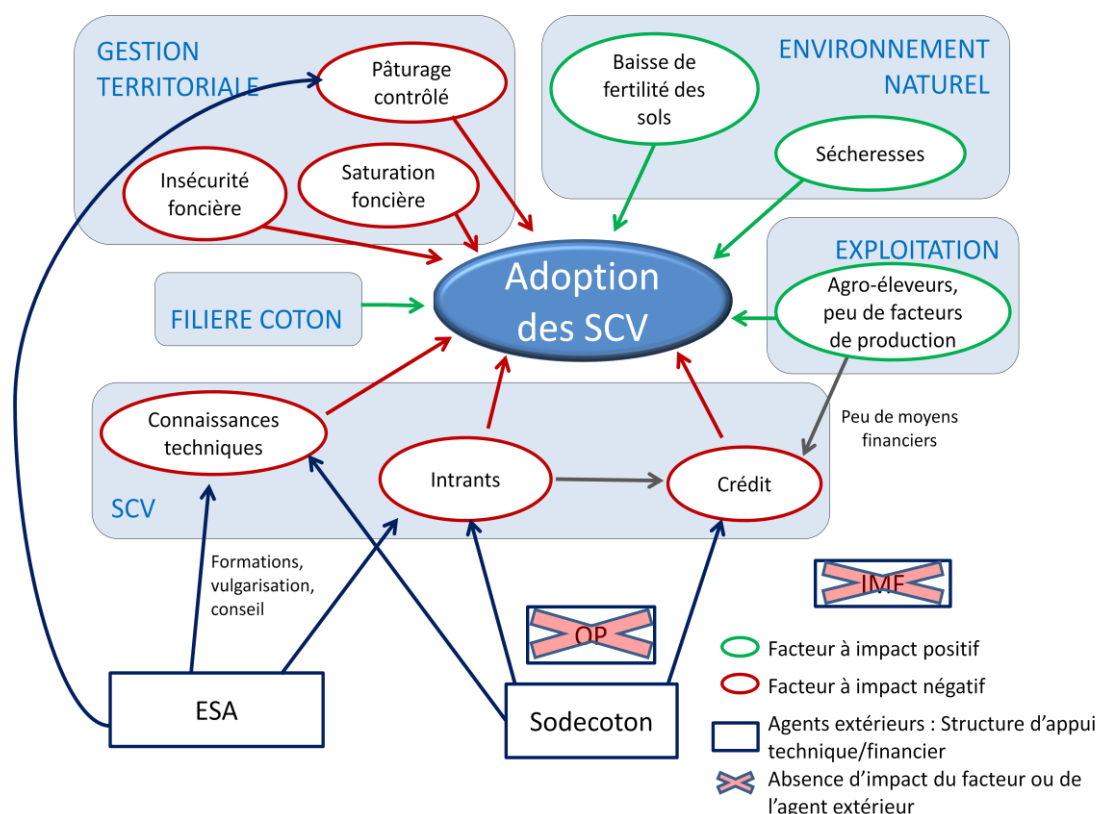 GESTION
TERRITORIALE
Pâturage
contrôlé
Insécurité
foncière
Saturation
foncière
ENVIRONNEMENT
NATUREL
Baisse de
fertilité des
sols
Sécheresses
EXPLOITATION
Agro-éleveurs,
peu de facteurs
de production
Adoption
des SCV
FILIERE COTON
Connaissances
techniques
Intrants
Crédit
Peu de moyens
financiers
SCV
Formations,
vulgarisation,
conseil
IMF
OP
ESA
Sodecoton
Facteur à impact positif
Facteur à impact négatif
Agents extérieurs : Structure d’appui
technique/financier
Absence d’impact du facteur ou de
l’agent extérieur